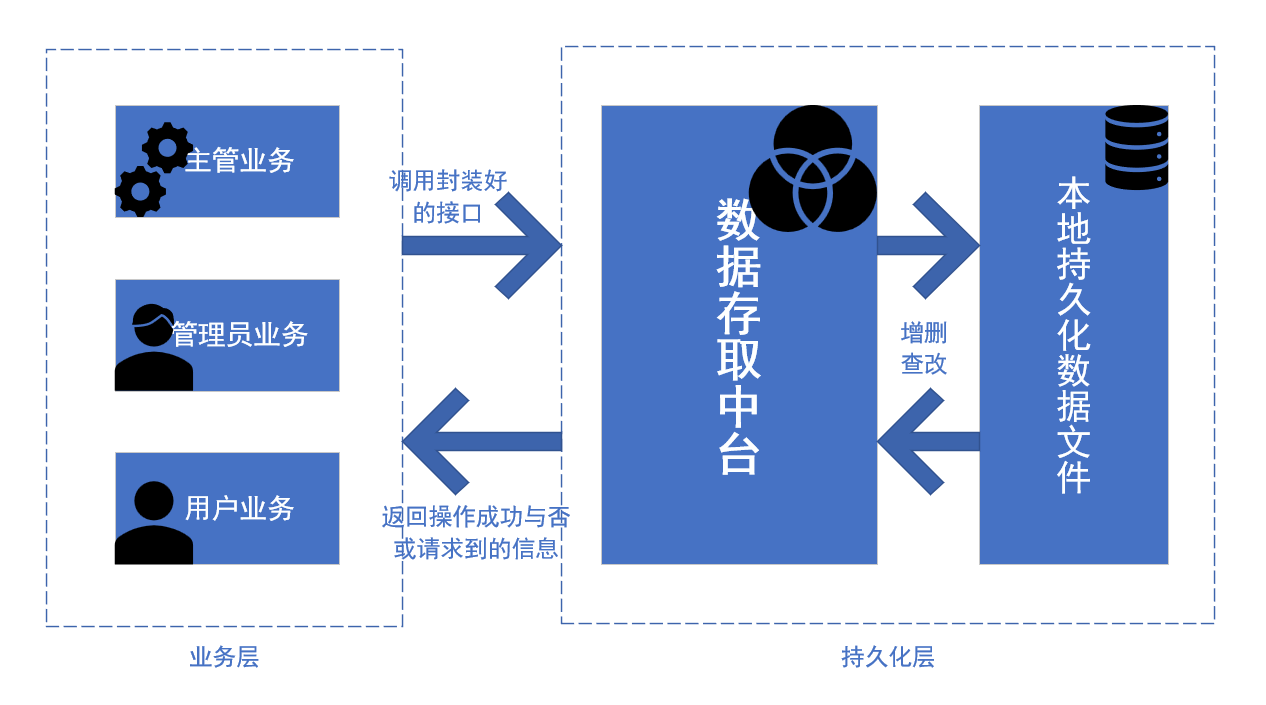 主管业务
管理员业务
用户业务
业务层
调用封装好
的接口
返回操作成功与否
或请求到的信息
数据存取中台
增删
查改
本地持久化数据文件
持久化层